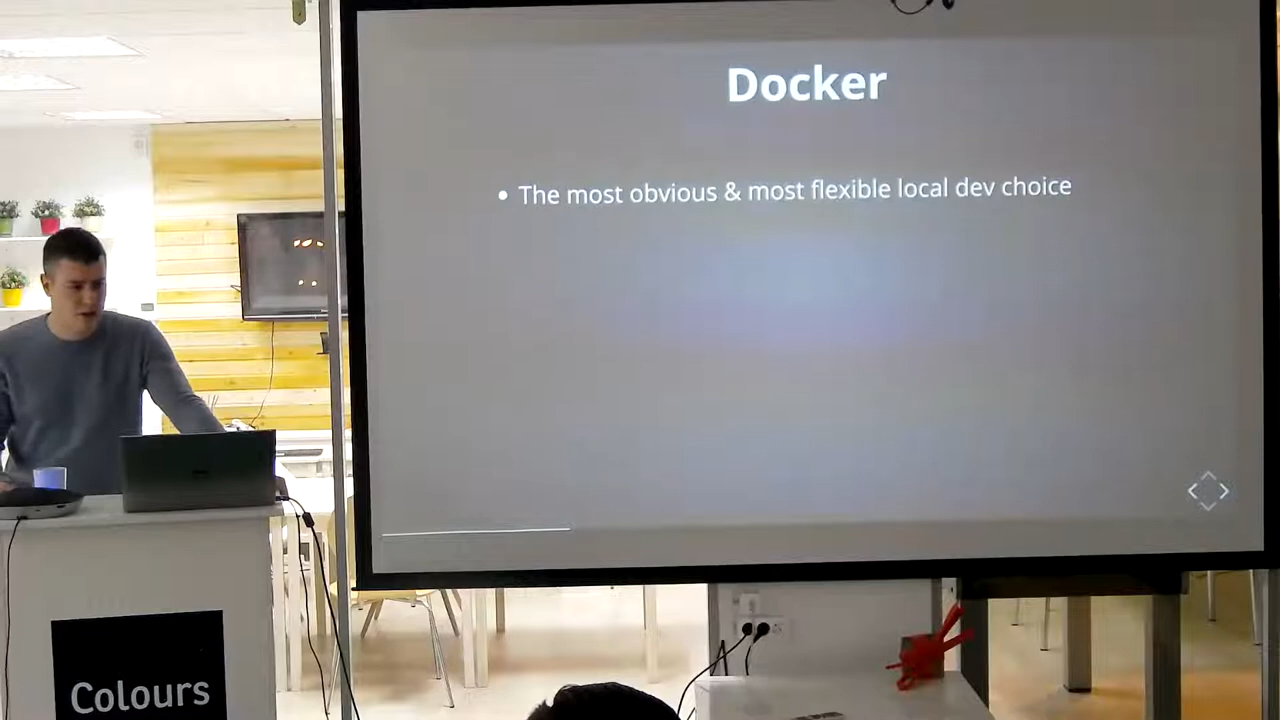 Docker
• The most obvious & most flexible local dev choice
Colours